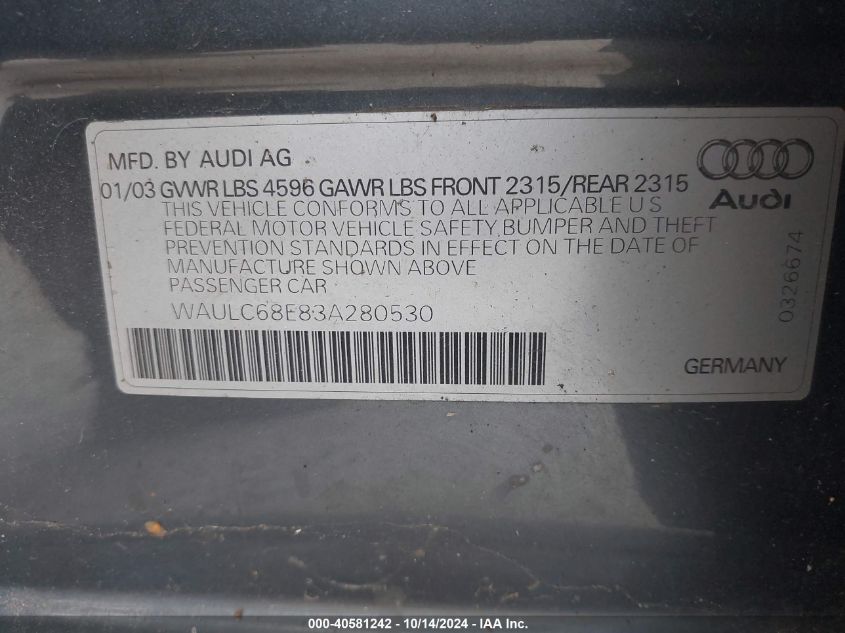 MFD. BY AUDI AG
01/03 GVWR LBS 4596 GAWR LBS FRONT 2315/REAR 2315
THIS VEHICLE CONFORMS TO ALL APPLICABLE U S
FEDERAL MOTOR VEHICLE SAFETY, BUMPER AND THEFT
PREVENTION STANDARDS IN EFFECT ON THE DATE OF
MANUFACTURE SHOWN ABOVE
PASSENGER CAR
WAULC68E83A280530
Audi
0326674
GERMANY
000-40581242 - 10/14/2024 - IAA Inc.